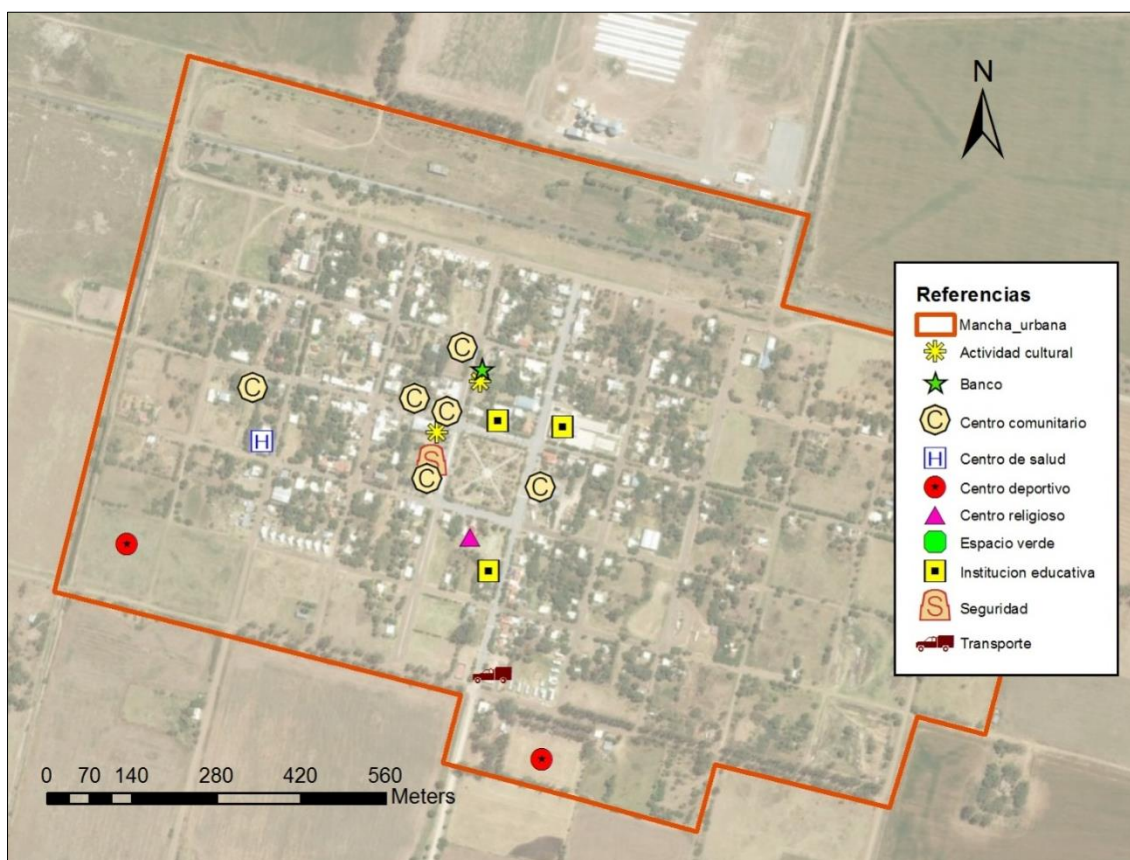 N
Referencias
Mancha_urbana
Actividad cultural
Banco
C Centro comunitario
H Centro de salud
Centro deportivo
Centro religioso
Espacio verde
Institucion educativa
S Seguridad
Transporte
C
C
C
C
H
S
C
C
0 70 140 280 420 560
Meters